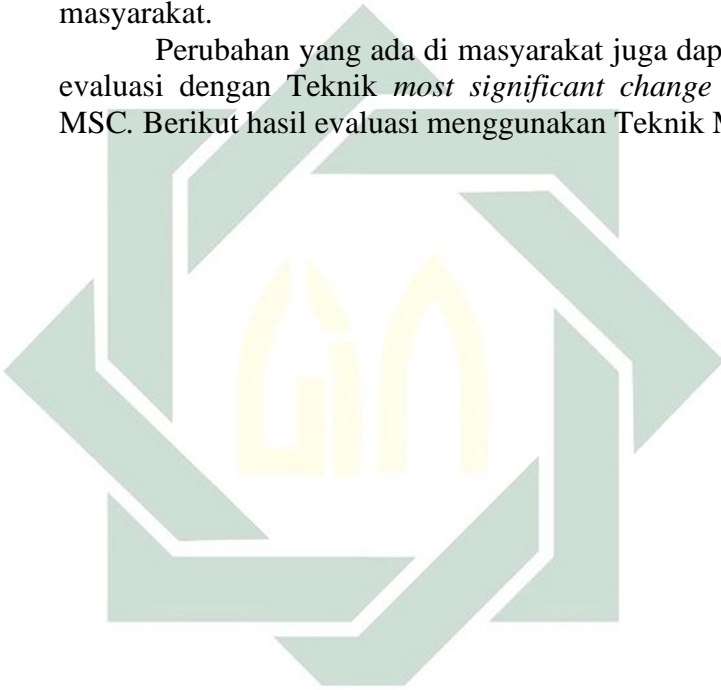 masyarakat.
Perubahan yang ada di masyarakat juga dap
evaluasi dengan Teknik most significant change
MSC. Berikut hasil evaluasi menggunakan Teknik M